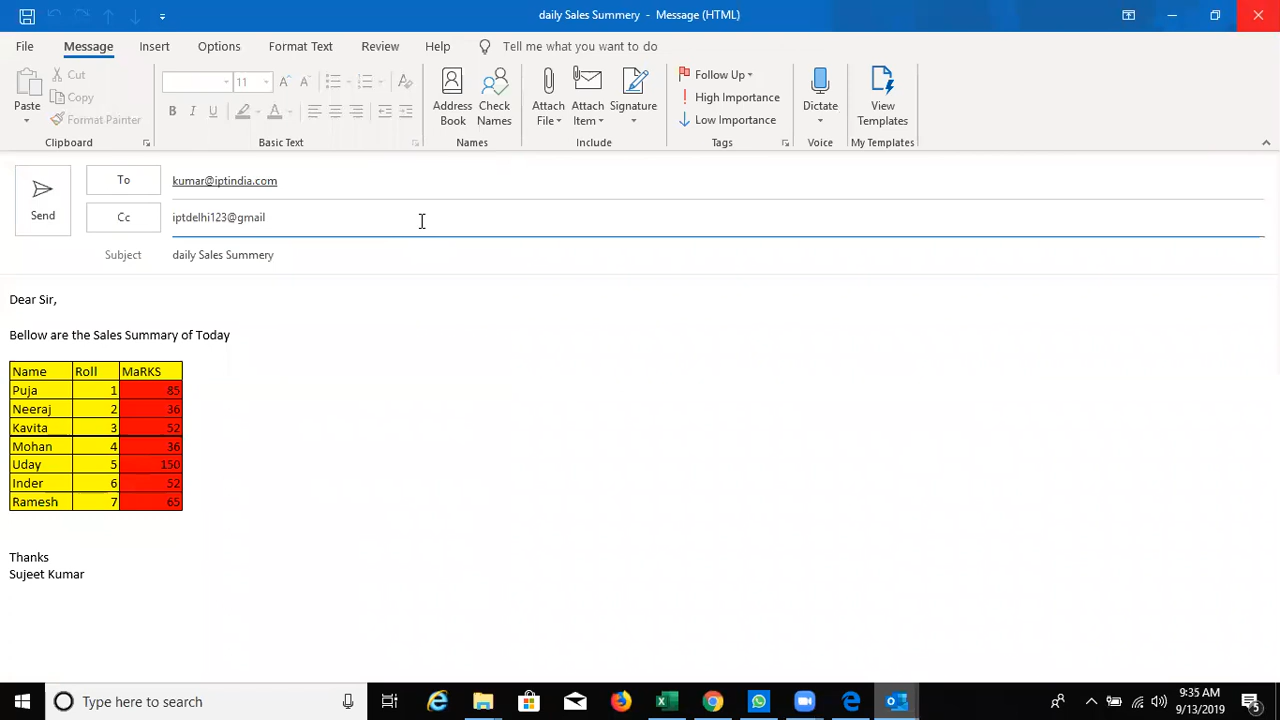 daily Sales Summery - Message (HTML)
File Message Insert Options Format Text Review Help Tell me what you want to do
Paste
Cut
Copy
Format Painter
Clipboard
11
B I U A
Basic Text
Address Book
Check Names
Names
Attach File
Attach Item
Signature
Include
Follow Up
High Importance
Low Importance
Tags
Dictate
Voice
View Templates
My Templates
Send
To kumar@iptindia.com
Cc iptdelhi123@gmail
Subject daily Sales Summery
Dear Sir,
Bellow are the Sales Summary of Today
Name Roll MaRKS
Puja 1 85
Neeraj 2 36
Kavita 3 52
Mohan 4 36
Uday 5 150
Inder 6 52
Ramesh 7 65
Thanks
Sujeet Kumar
Type here to search
9:35 AM
9/13/2019
5